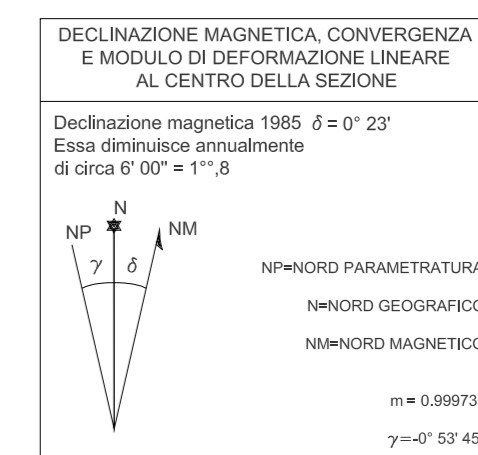 DECLINAZIONE MAGNETICA, CONVERGENZA
E MODULO DI DEFORMAZIONE LINEARE
AL CENTRO DELLA SEZIONE
Declinazione magnetica 1985 δ = 0° 23'
Essa diminuisce annualmente
di circa 6' 00" = 1°°,8
N
NP
NM
γ
δ
NP=NORD PARAMETRATURA
N=NORD GEOGRAFICO
NM=NORD MAGNETICO
m = 0.99973
γ=-0° 53' 45